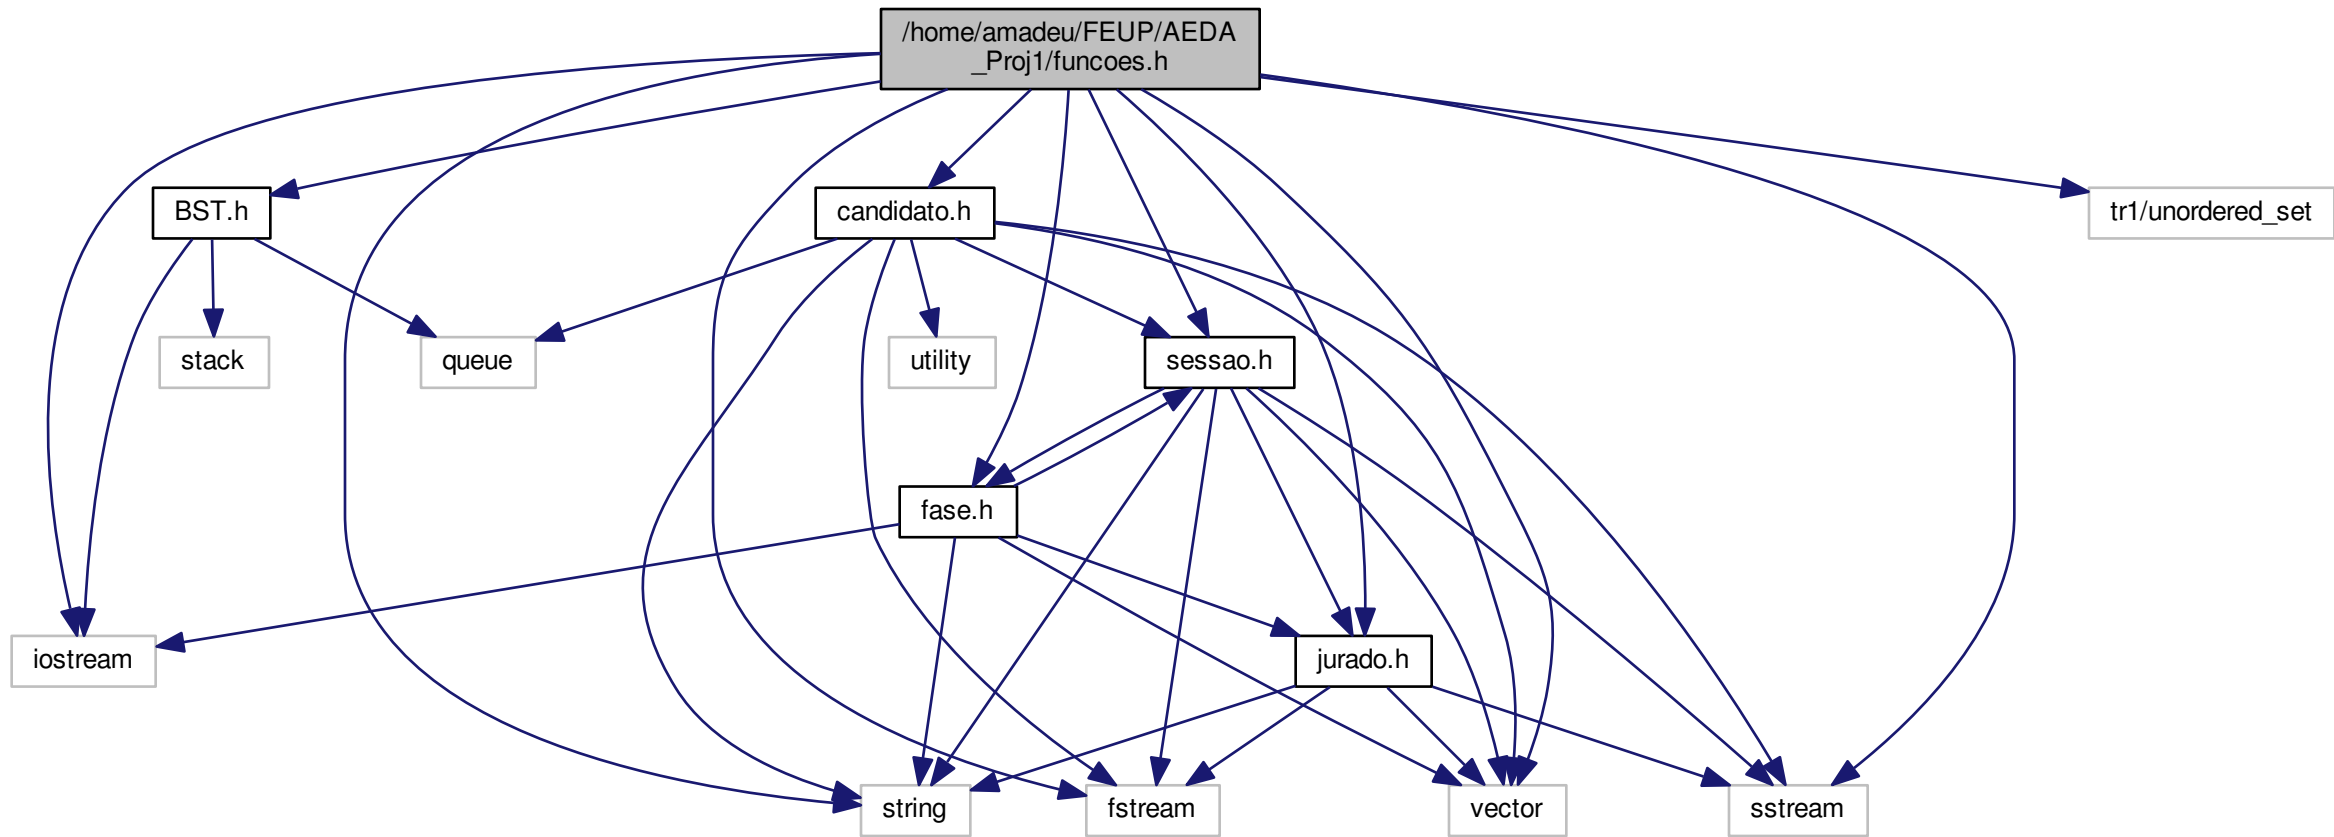 /home/amadeu/FEUP/AEDA
_Proj1/funcoes.h
BST.h
candidato.h
tr1/unordered_set
stack
queue
utility
sessao.h
fase.h
iostream
jurado.h
string
fstream
vector
sstream